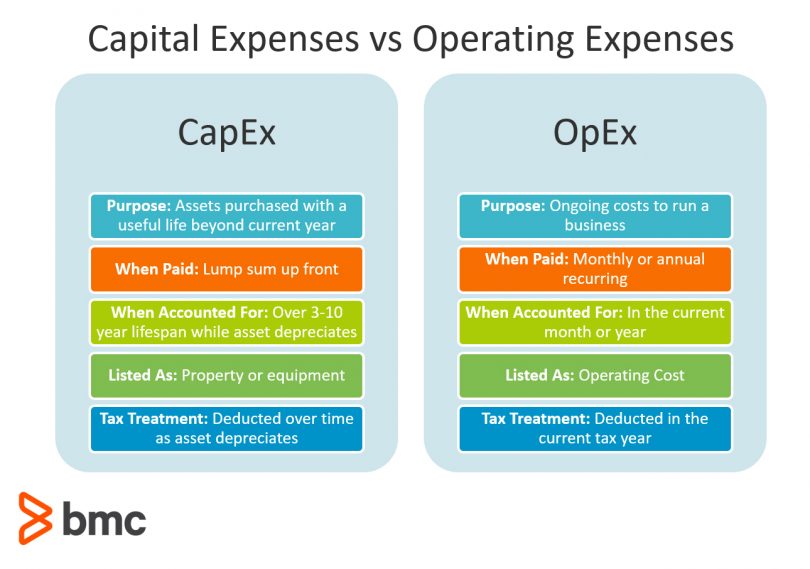 Capital Expenses vs Operating Expenses
CapEx
Purpose: Assets purchased with a
useful life beyond current year
When Paid: Lump sum up front
When Accounted For: Over 3-10
year lifespan while asset depreciates
Listed As: Property or equipment
Tax Treatment: Deducted over time
as asset depreciates
OpEx
Purpose: Ongoing costs to run a
business
When Paid: Monthly or annual
recurring
When Accounted For: In the current
month or year
Listed As: Operating Cost
Tax Treatment: Deducted in the
current tax year
bmc